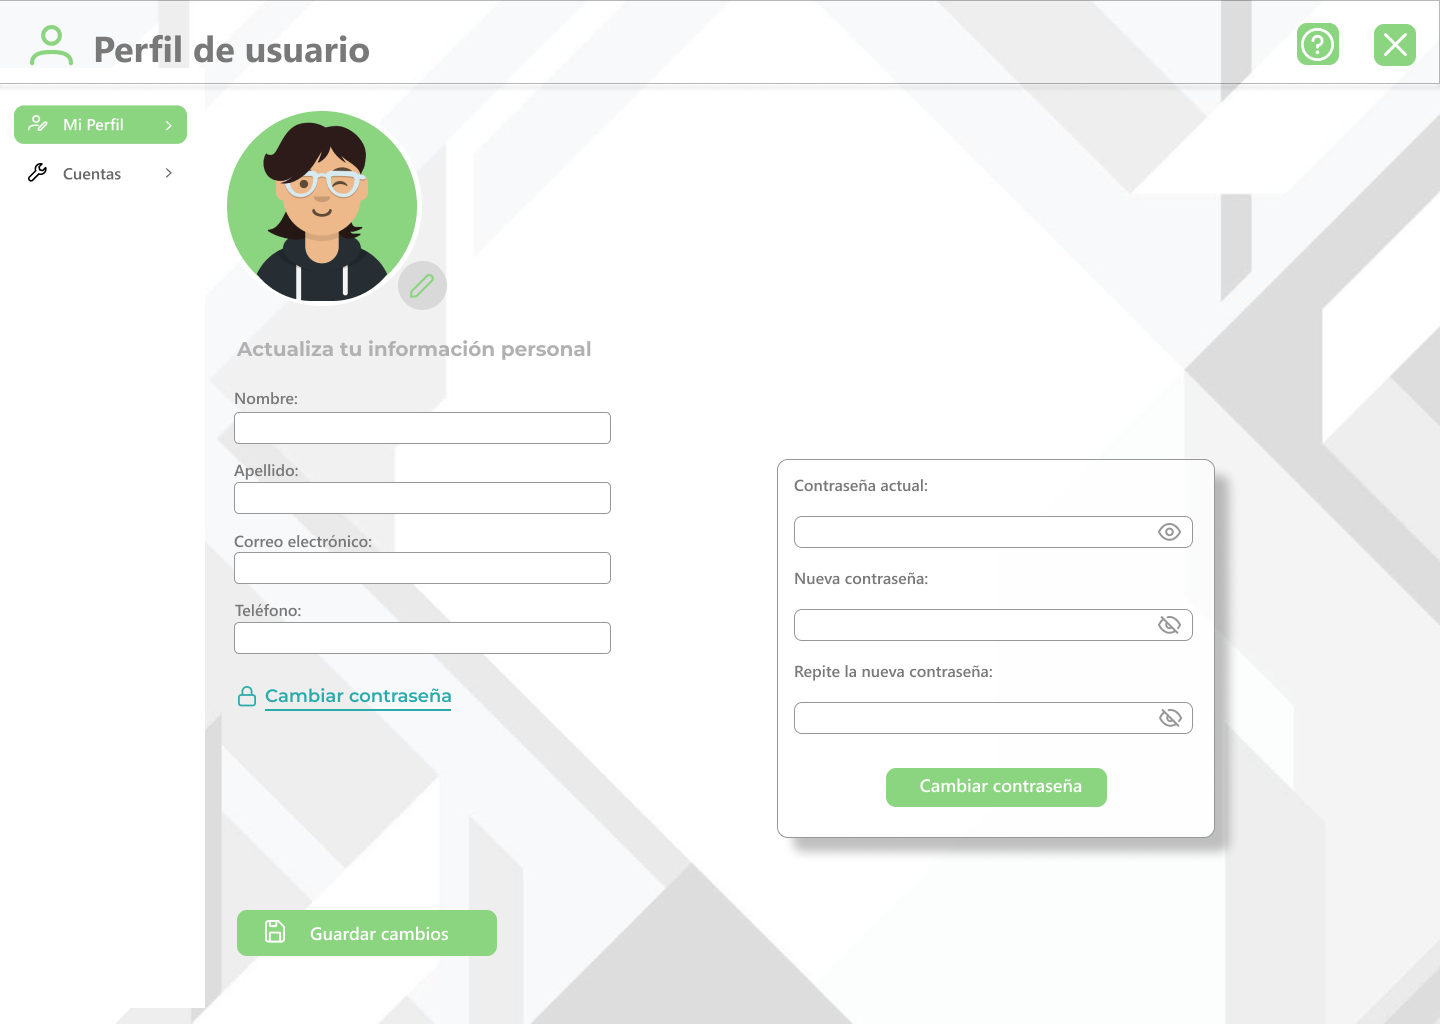 Perfil de usuario
Mi Perfil
Cuentas
Actualiza tu información personal
Nombre:
Apellido:
Correo electrónico:
Teléfono:
Cambiar contraseña
Guardar cambios
Contraseña actual:
Nueva contraseña:
Repite la nueva contraseña:
Cambiar contraseña